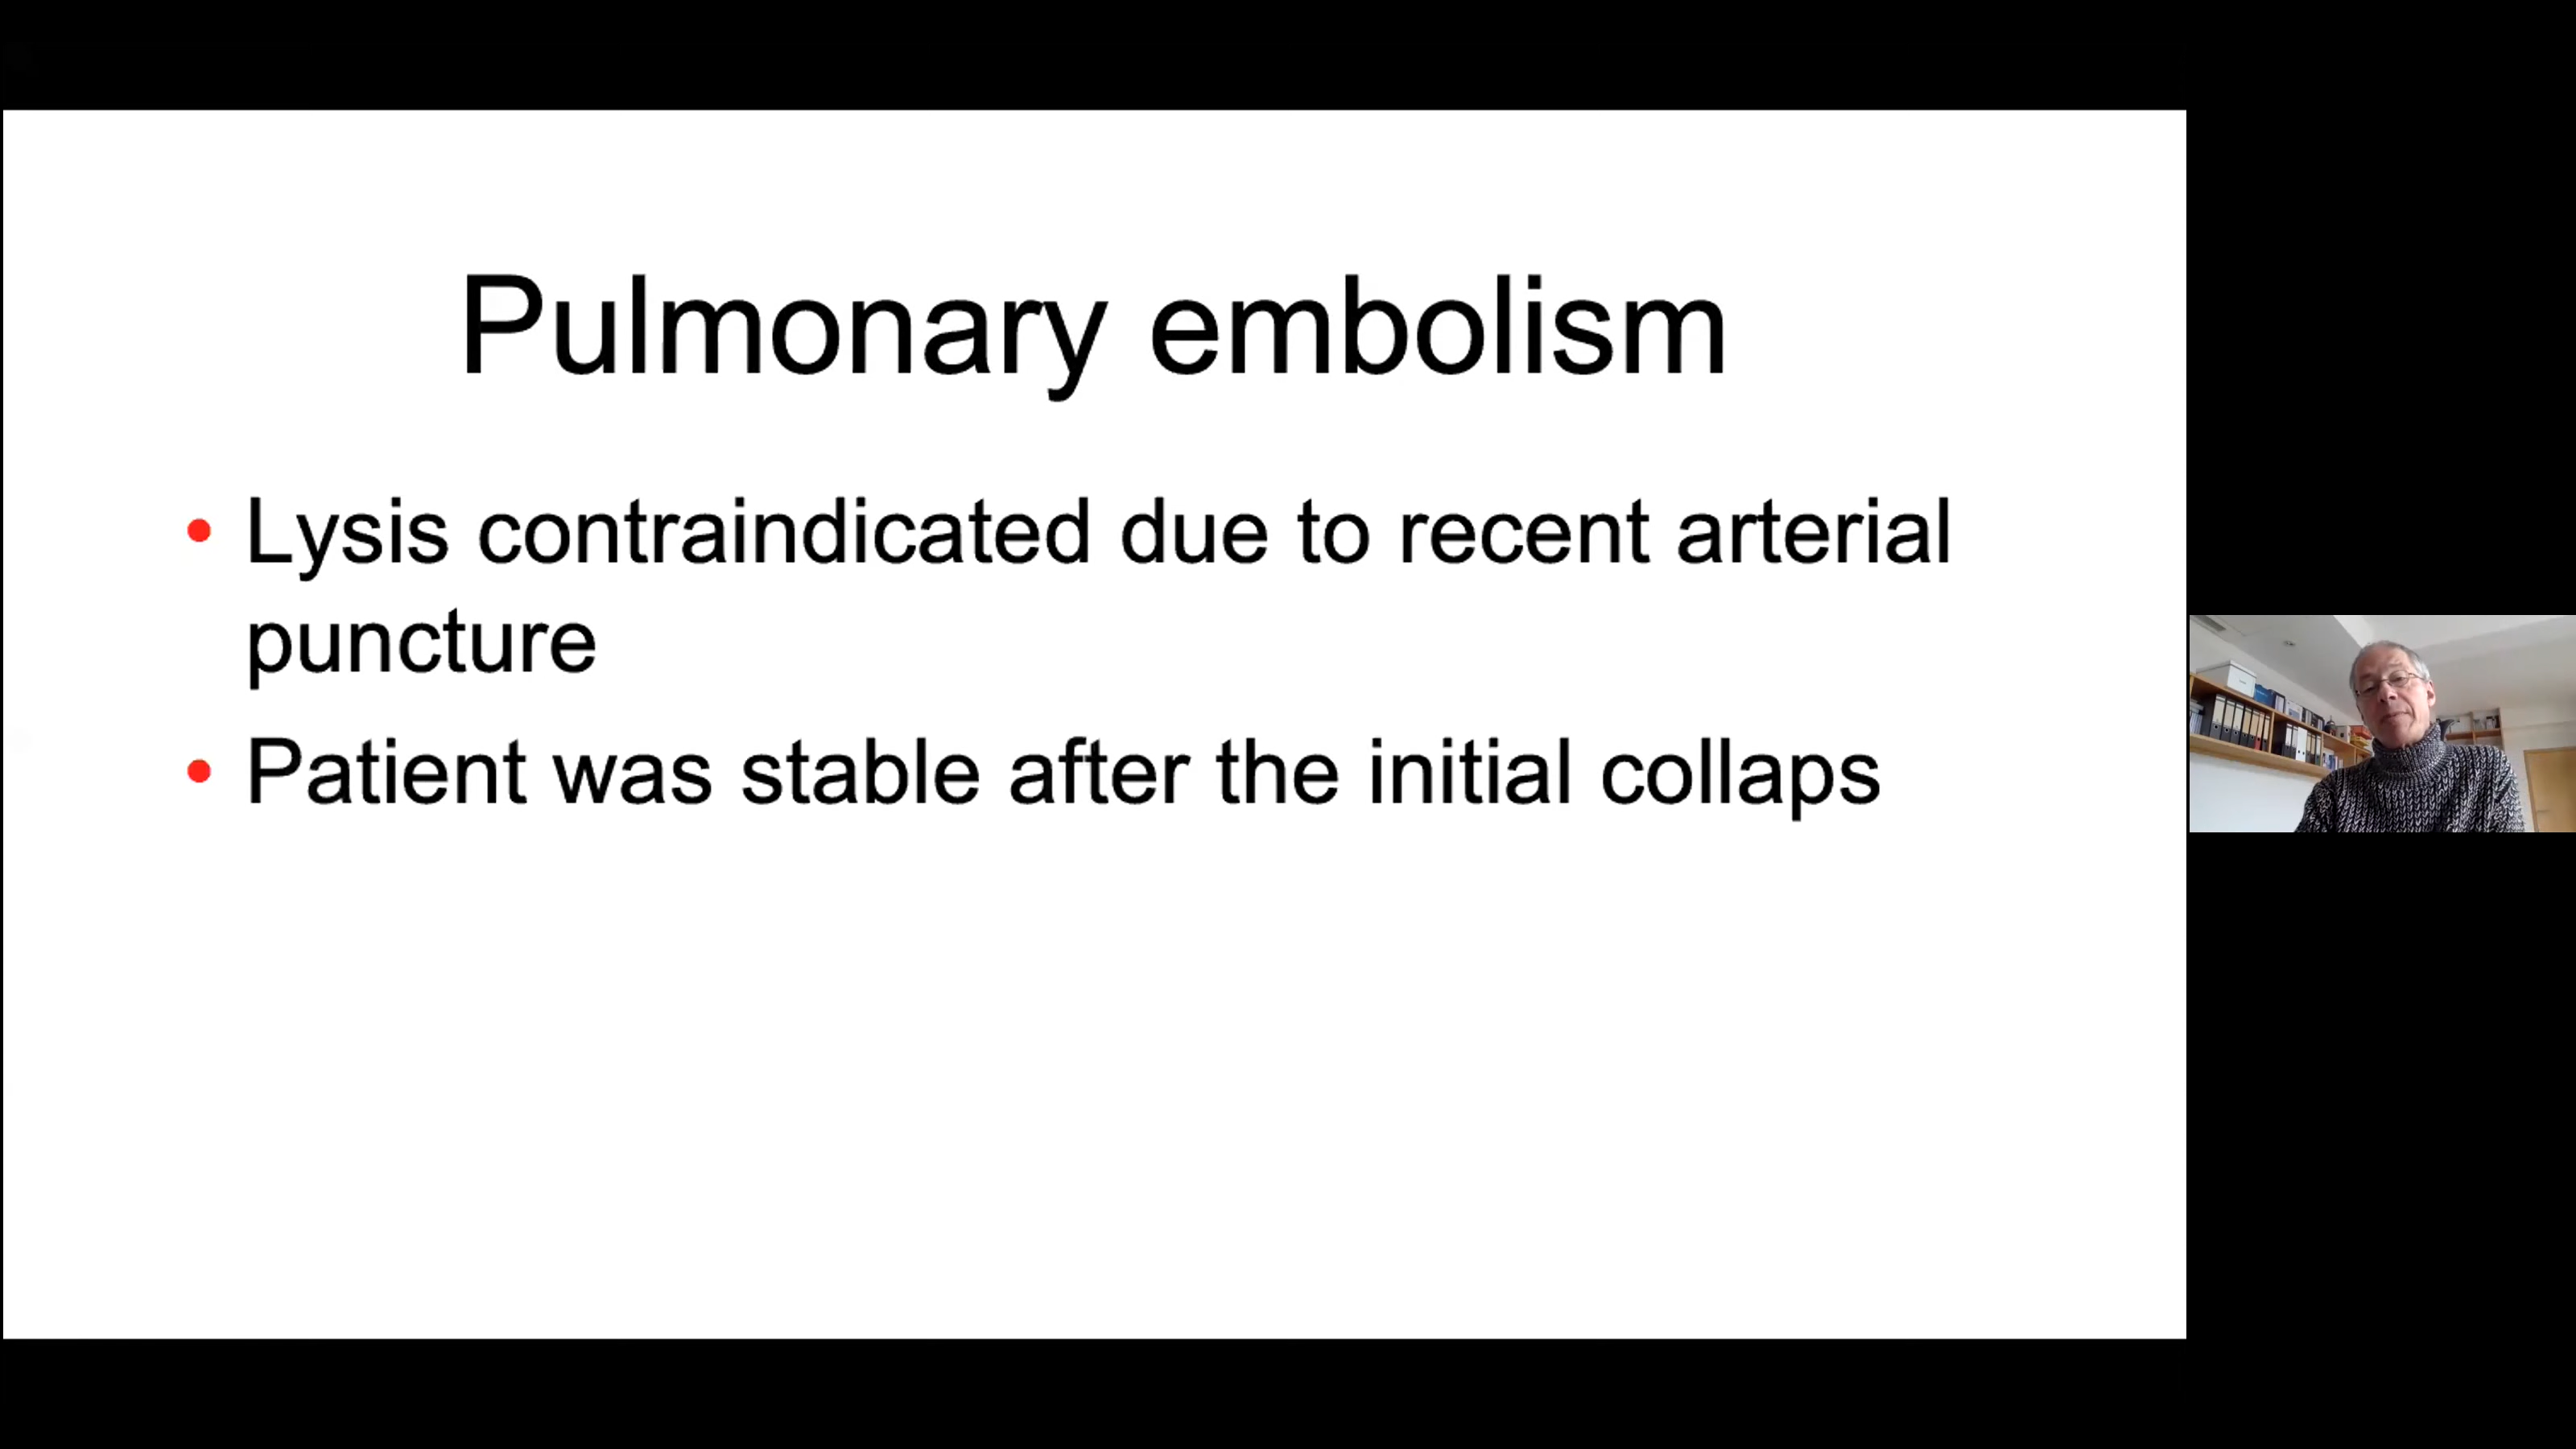 Pulmonary embolism
• Lysis contraindicated due to recent arterial
puncture
• Patient was stable after the initial collaps